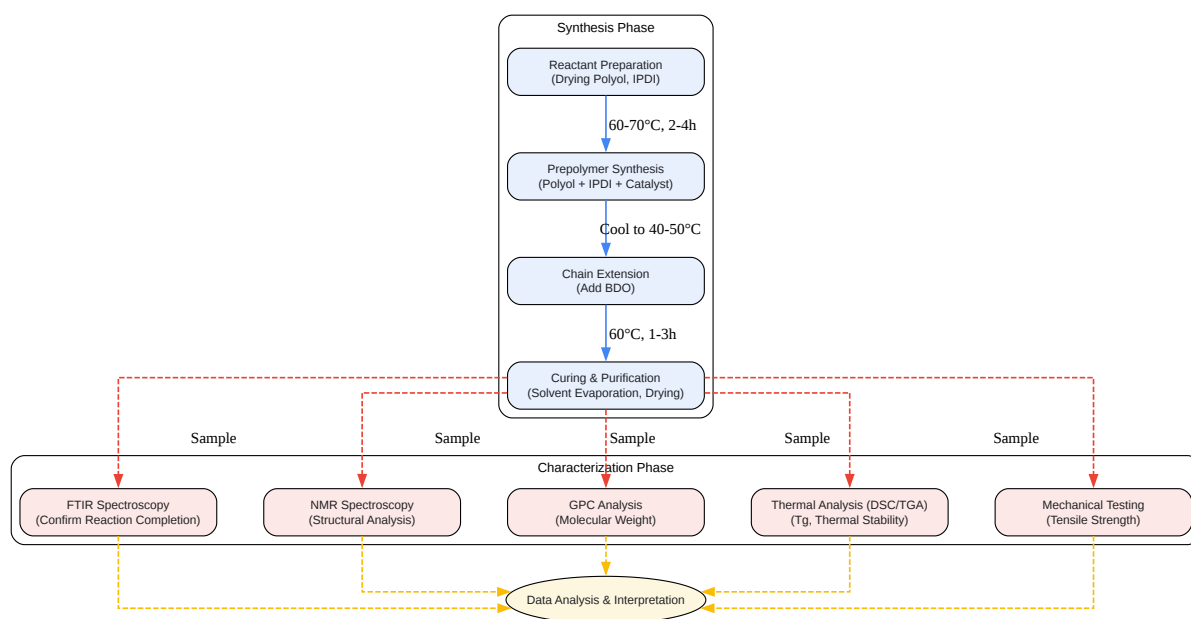 Synthesis Phase
Reactant Preparation
(Drying Polyol, IPDI)
60-70°C, 2-4h
Prepolymer Synthesis
(Polyol + IPDI + Catalyst)
Cool to 40-50°C
Chain Extension
(Add BDO)
60°C, 1-3h
Curing & Purification
(Solvent Evaporation, Drying)
Sample
Sample
Sample
Sample
Sample
Characterization Phase
FTIR Spectroscopy
(Confirm Reaction Completion)
NMR Spectroscopy
(Structural Analysis)
GPC Analysis
(Molecular Weight)
Thermal Analysis (DSC/TGA)
(Tg, Thermal Stability)
Mechanical Testing
(Tensile Strength)
Data Analysis & Interpretation